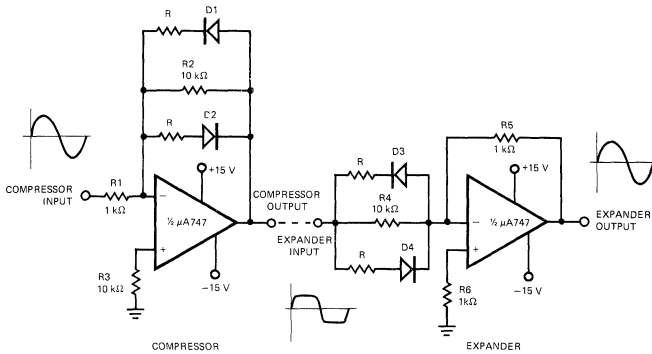 R
D1
R2
10 kΩ
R
D2
R1
1 kΩ
COMPRESSOR
INPUT
+15 V
−
½ μA747
+
−15 V
R3
10 kΩ
COMPRESSOR
OUTPUT
EXPANDER
INPUT
R
D3
R4
10 kΩ
R
D4
R5
1 kΩ
+15 V
−
½ μA747
+
−15 V
R6
1kΩ
EXPANDER
OUTPUT
COMPRESSOR
EXPANDER